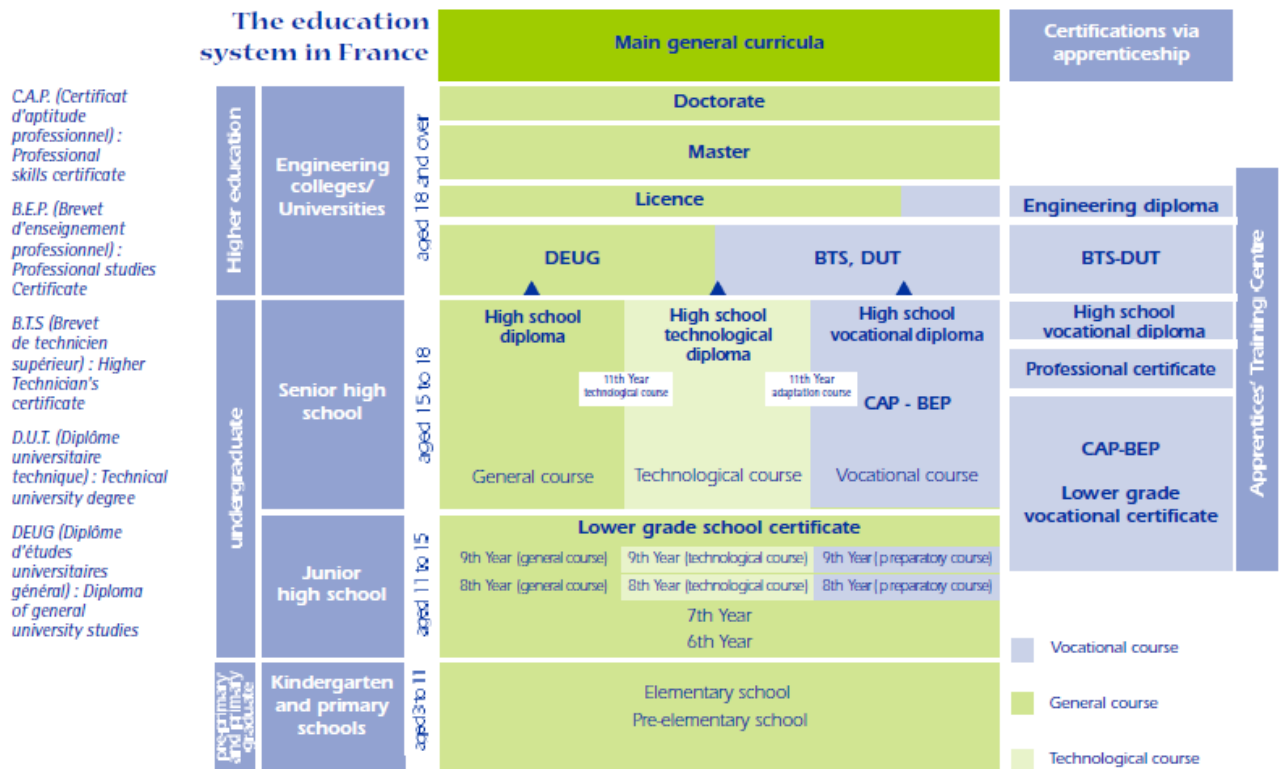 The education
system in France
Main general curricula
Certifications via
apprenticeship
C.A.P. (Certificat
d'aptitude
professionnel) :
Professional
skills certificate
B.E.P. (Brevet
d'enseignement
professionnel) :
Professional studies
Certificate
B.T.S (Brevet
de technicien
supérieur) : Higher
Technician's
certificate
D.U.T. (Diplôme
universitaire
technique) : Technical
university degree
DEUG (Diplôme
d'études
universitaires
général) : Diploma
of general
university studies
Higher education
Engineering
colleges/
Universities
aged 18 and over
Doctorate
Master
Licence
DEUG
BTS, DUT
Engineering diploma
BTS-DUT
undergraduate
Senior high
school
aged 15 to 18
High school
diploma
High school
technological
diploma
High school
vocational diploma
11th Year
technological course
11th Year
adaptation course
CAP - BEP
General course
Technological course
Vocational course
High school
vocational diploma
Professional certificate
CAP-BEP
Lower grade
vocational certificate
Apprentices' Training Centre
Junior
high school
aged 11 to 15
Lower grade school certificate
9th Year (general course)
9th Year (technological course)
9th Year (preparatory course)
8th Year (general course)
8th Year (technological course)
8th Year (preparatory course)
7th Year
6th Year
pre-primary
and primary
graduate
Kindergarten
and primary
schools
aged 3 to 11
Elementary school
Pre-elementary school
Vocational course
General course
Technological course